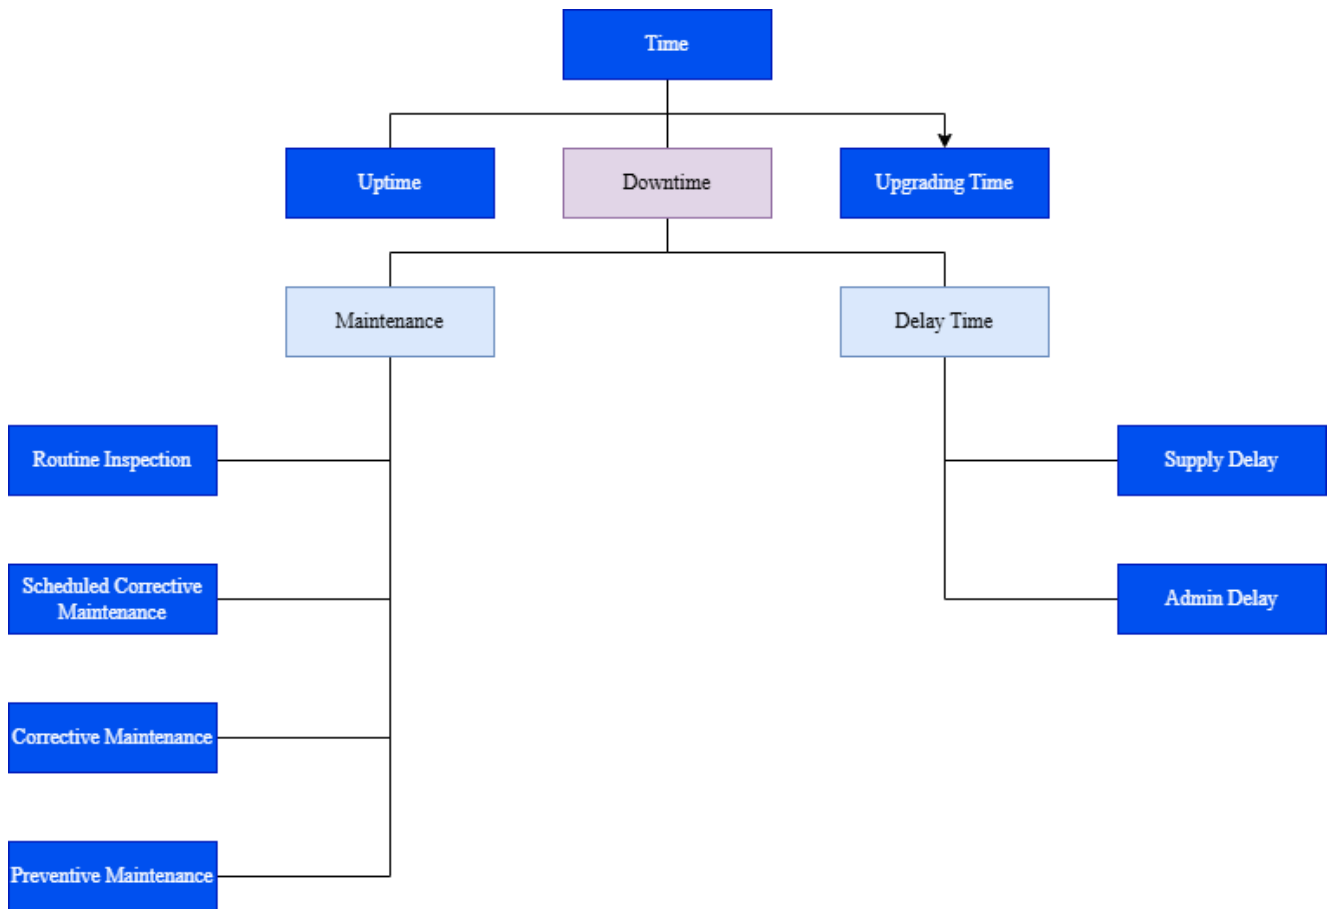 Time
Uptime
Downtime
Upgrading Time
Maintenance
Delay Time
Routine Inspection
Supply Delay
Scheduled Corrective
Maintenance
Admin Delay
Corrective Maintenance
Preventive Maintenance